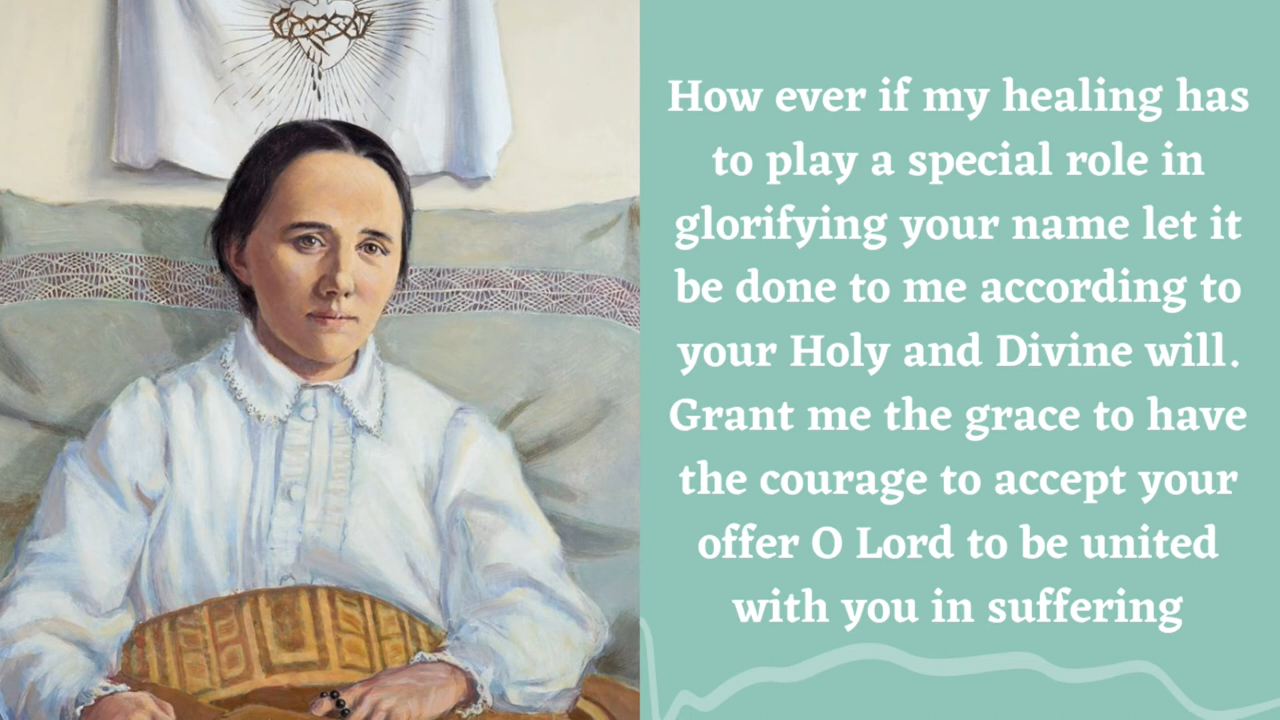 How ever if my healing has
to play a special role in
glorifying your name let it
be done to me according to
your Holy and Divine will.
Grant me the grace to have
the courage to accept your
offer O Lord to be united
with you in suffering